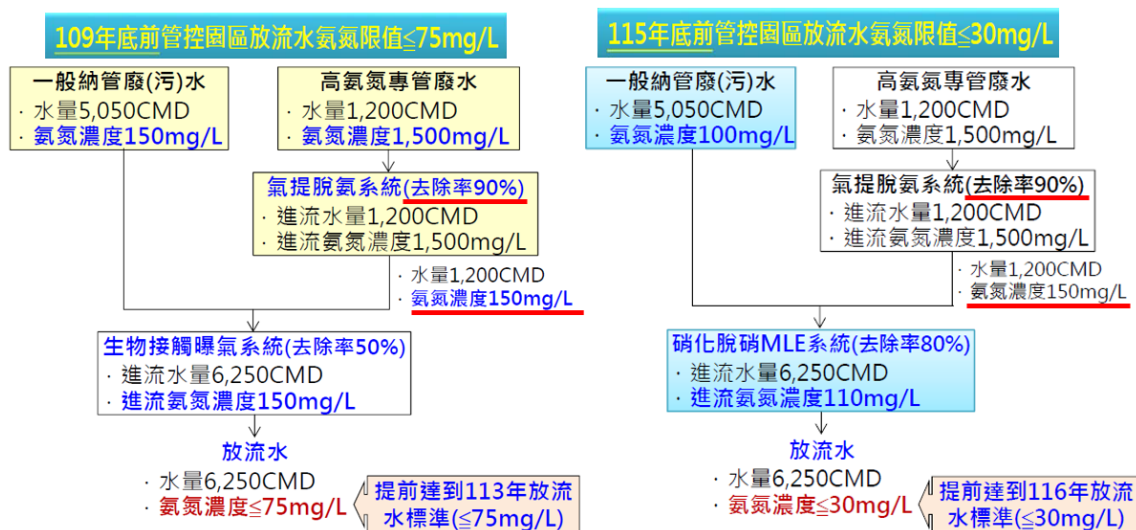 109年底前管控園區放流水氨氮限值≦75mg/L
一般納管廢(污)水
· 水量5,050CMD
· 氨氮濃度150mg/L
高氨氮專管廢水
· 水量1,200CMD
· 氨氮濃度1,500mg/L
氣提脫氨系統(去除率90%)
· 進流水量1,200CMD
· 進流氨氮濃度1,500mg/L
· 水量1,200CMD
· 氨氮濃度150mg/L
生物接觸曝氣系統(去除率50%)
· 進流水量6,250CMD
· 進流氨氮濃度150mg/L
放流水
· 水量6,250CMD
· 氨氮濃度≦75mg/L
提前達到113年放流
水標準(≦75mg/L)
115年底前管控園區放流水氨氮限值≦30mg/L
一般納管廢(污)水
· 水量5,050CMD
· 氨氮濃度100mg/L
高氨氮專管廢水
· 水量1,200CMD
· 氨氮濃度1,500mg/L
氣提脫氨系統(去除率90%)
· 進流水量1,200CMD
· 進流氨氮濃度1,500mg/L
· 水量1,200CMD
· 氨氮濃度150mg/L
硝化脫硝MLE系統(去除率80%)
· 進流水量6,250CMD
· 進流氨氮濃度110mg/L
放流水
· 水量6,250CMD
· 氨氮濃度≦30mg/L
提前達到116年放流
水標準(≦30mg/L)